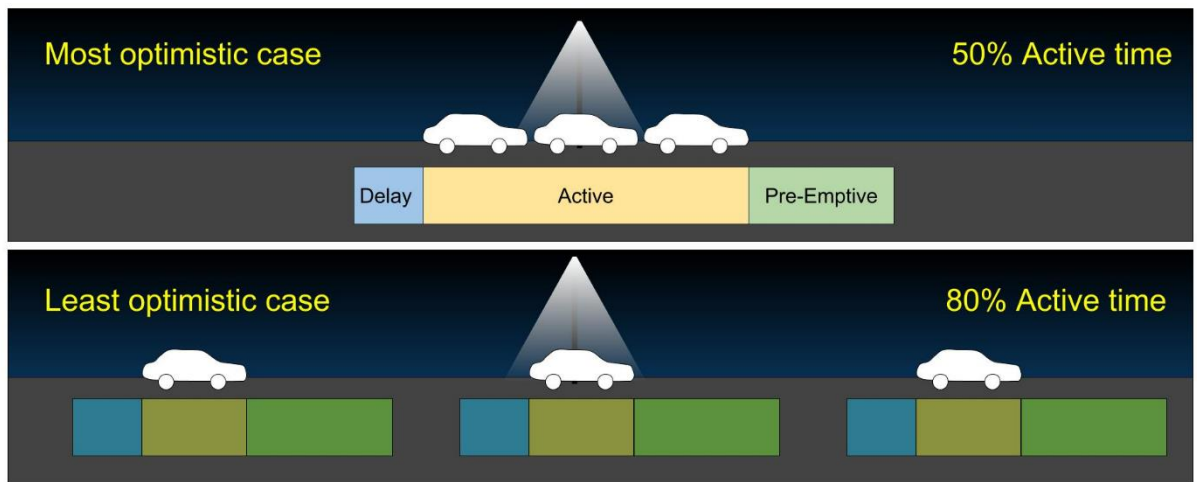 Most optimistic case
50% Active time
Delay
Active
Pre-Emptive
Least optimistic case
80% Active time